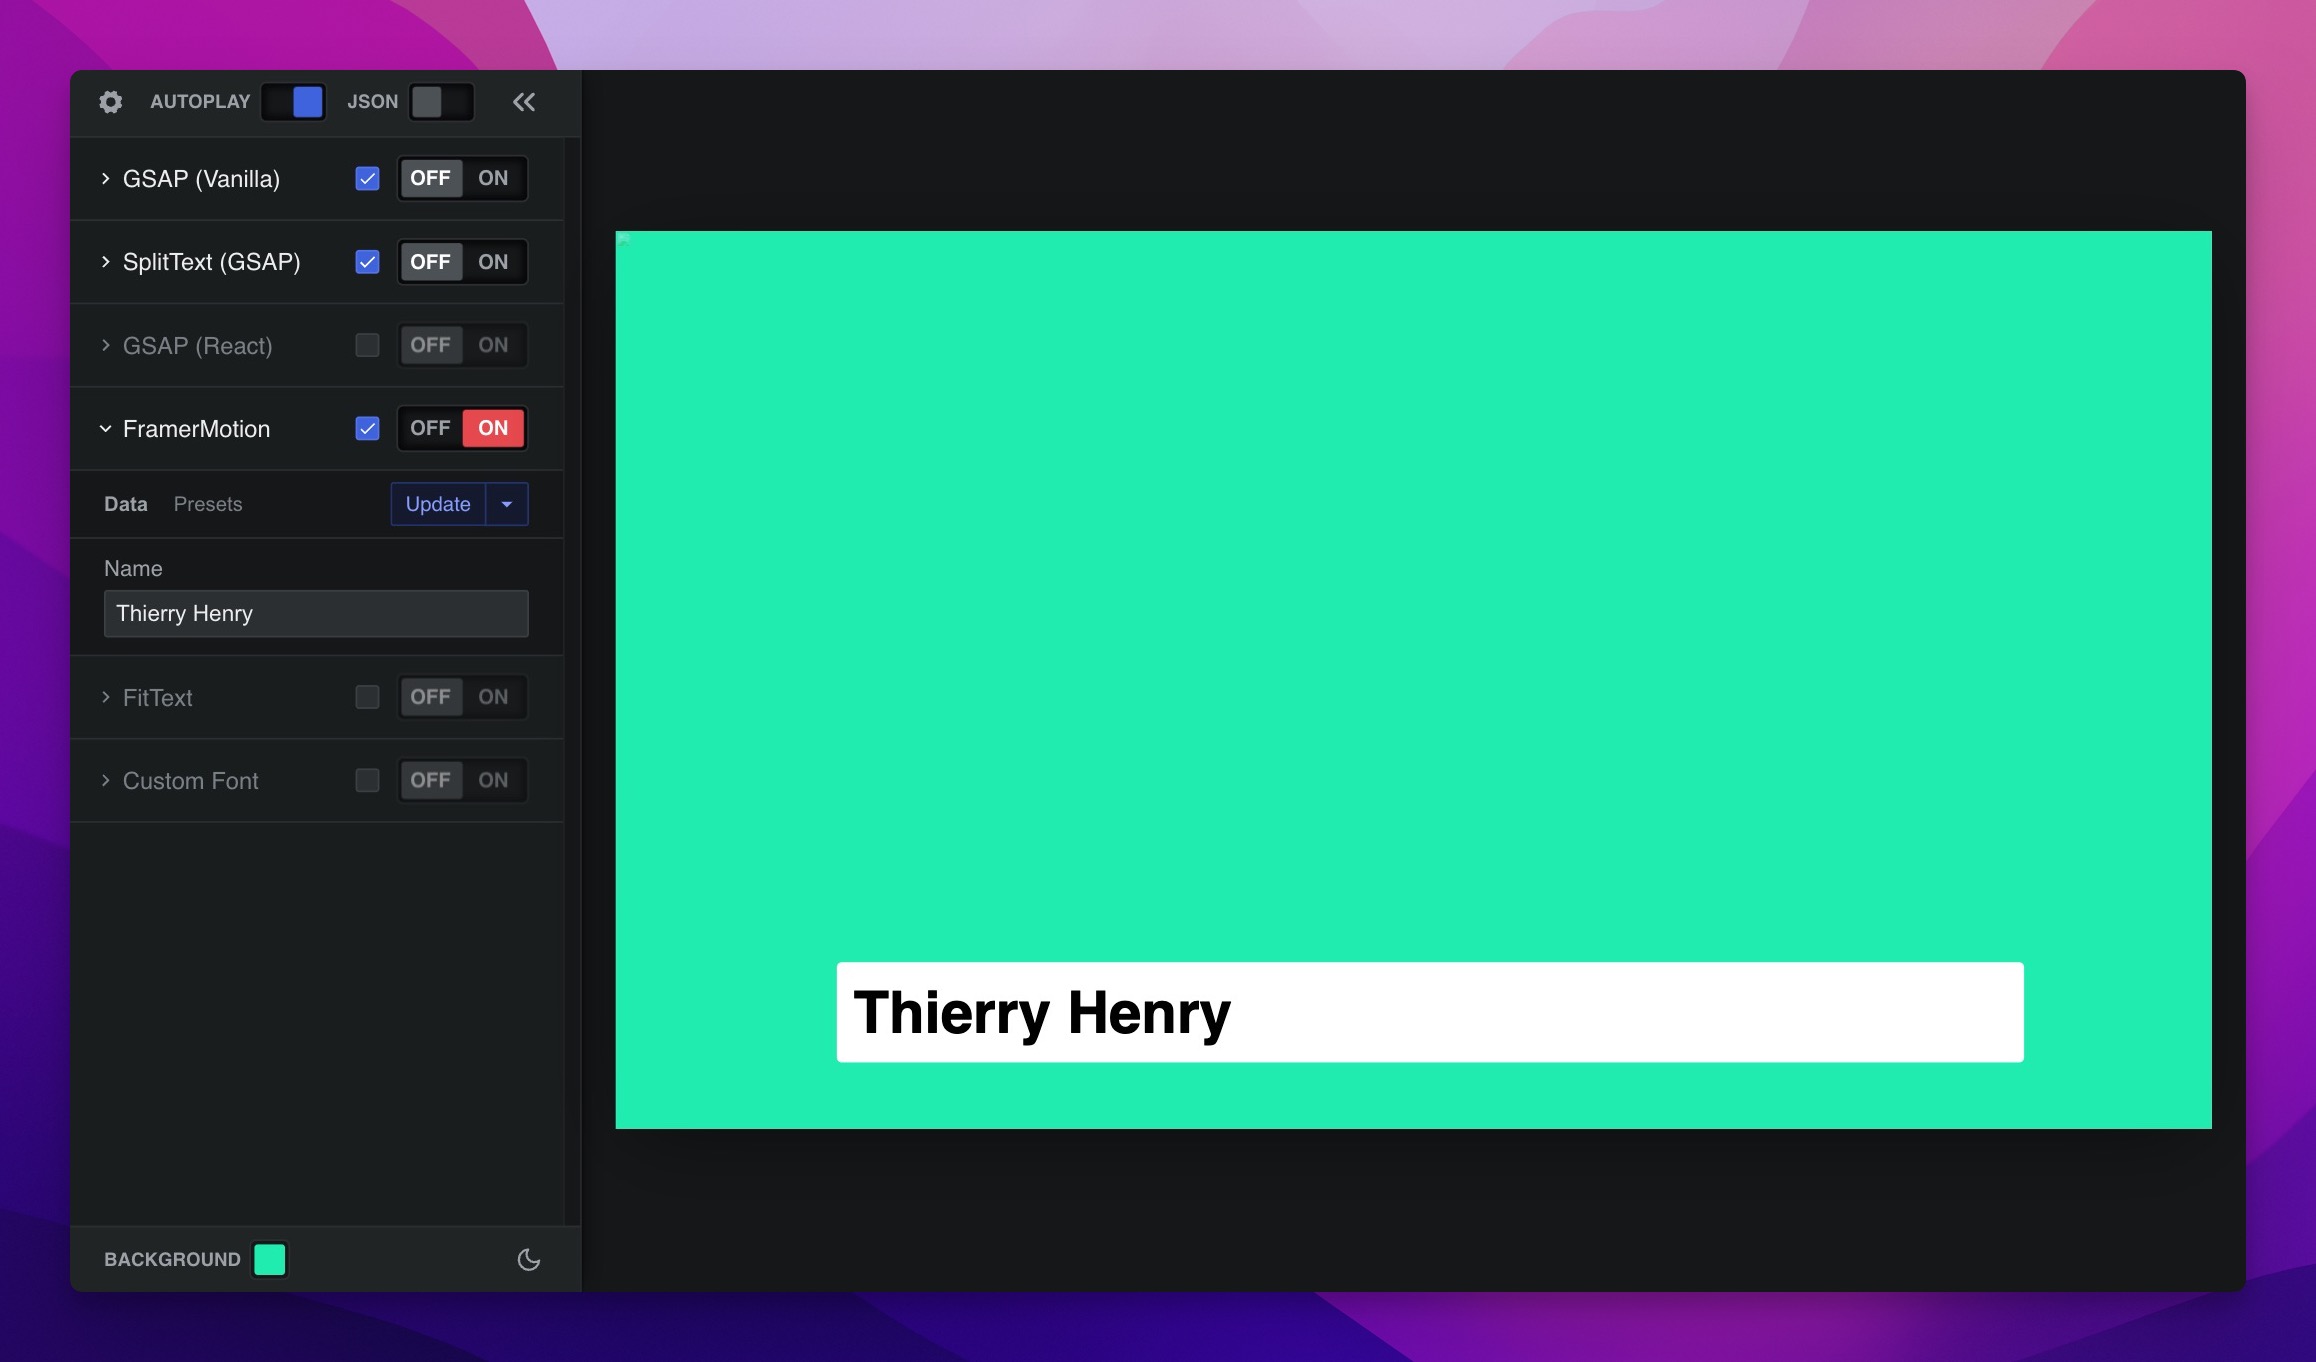 AUTOPLAY JSON
GSAP (Vanilla) OFF ON
SplitText (GSAP) OFF ON
GSAP (React) OFF ON
FramerMotion OFF ON
Data Presets Update
Name
Thierry Henry
FitText OFF ON
Custom Font OFF ON
BACKGROUND
Thierry Henry